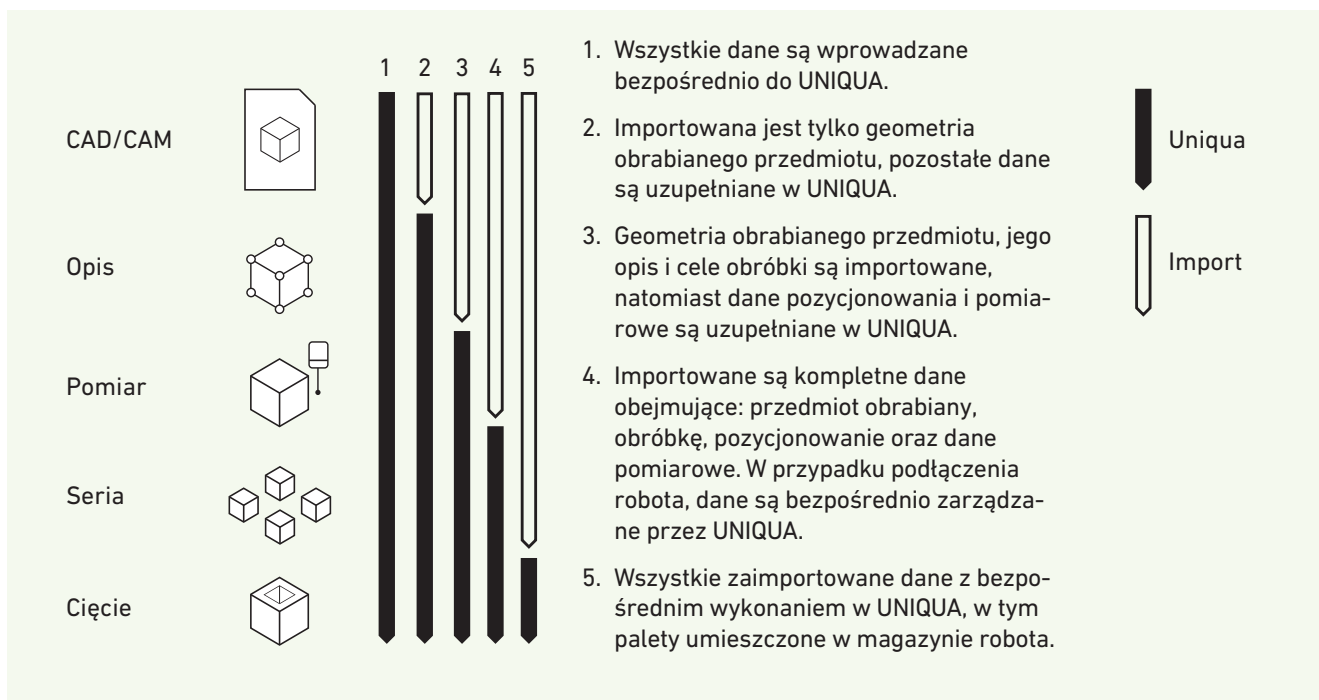 1 2 3 4 5
CAD/CAM
Opis
Pomiar
Seria
Cięcie
1. Wszystkie dane są wprowadzane
bezpośrednio do UNIQUA.
2. Importowana jest tylko geometria
obrabianego przedmiotu, pozostałe dane
są uzupełniane w UNIQUA.
3. Geometria obrabianego przedmiotu, jego
opis i cele obróbki są importowane,
natomiast dane pozycjonowania i pomia-
rowe są uzupełniane w UNIQUA.
4. Importowane są kompletne dane
obejmujące: przedmiot obrabiany,
obróbkę, pozycjonowanie oraz dane
pomiarowe. W przypadku podłączenia
robota, dane są bezpośrednio zarządza-
ne przez UNIQUA.
5. Wszystkie zaimportowane dane z bezpo-
średnim wykonaniem w UNIQUA, w tym
palety umieszczone w magazynie robota.
Uniqua
Import